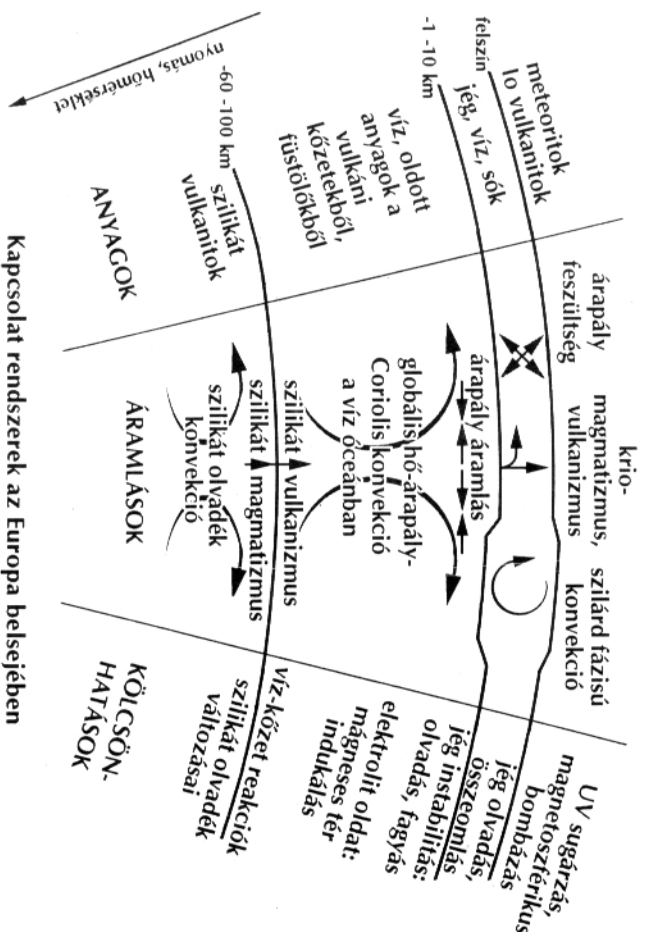 meteoritok
Io vulkanitok
felszín
jég, víz, sók
-1 -10 km
víz, oldott
anyagok a
vulkáni
kőzetekből,
füstölőkből
-60 -100 km
szilikát
vulkanitok
nyomás, hőmérséklet
ANYAGOK
árapály
feszültség
krio-
magmatizmus,
vulkanizmus
szilárd fázisú
konvekció
árapály áramlás
globális hő-árapály-
Coriolis konvekció
a víz óceánban
szilikát vulkanizmus
szilikát magmatizmus
szilikát olvadék
konvekció
ÁRAMLÁSOK
UV sugárzás,
magnetoszférikus
bombázás
jég olvadás,
összeomlás
jég instabilitás:
olvadás, fagyás
elektrolit oldat:
mágneses tér
indukálás
víz-kőzet reakciók
szilikát olvadék
változásai
KÖLCSÖN-
HATÁSOK
Kapcsolat rendszerek az Europa belsejében